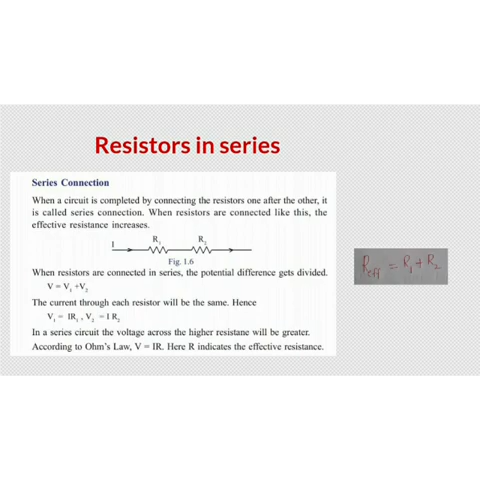 Resistors in series
Series Connection
When a circuit is completed by connecting the resistors one after the other, it
is called series connection. When resistors are connected like this, the
effective resistance increases.
I R₁ R₂
Fig. 1.6
When resistors are connected in series, the potential difference gets divided.
V = V₁ +V₂
The current through each resistor will be the same. Hence
V₁ = IR₁ , V₂ = I R₂
In a series circuit the voltage across the higher resistane will be greater.
According to Ohm's Law, V = IR. Here R indicates the effective resistance.
Reff = R₁ + R₂